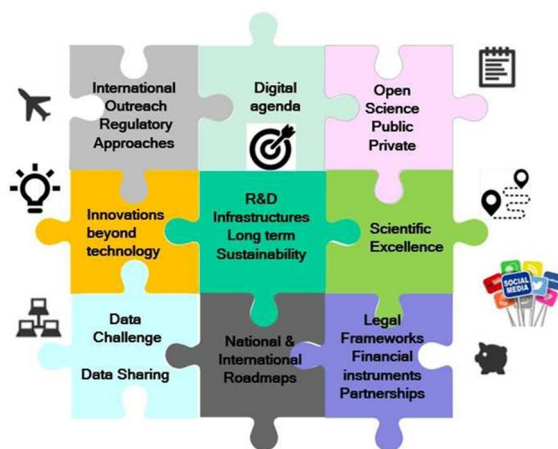 International
Outreach
Regulatory
Approaches
Digital
agenda
Open
Science
Public
Private
Innovations
beyond
technology
R&D
Infrastructures
Long term
Sustainability
Scientific
Excellence
SOCIAL
MEDIA
Data
Challenge
Data Sharing
National &
International
Roadmaps
Legal
Frameworks
Financial
instruments
Partnerships